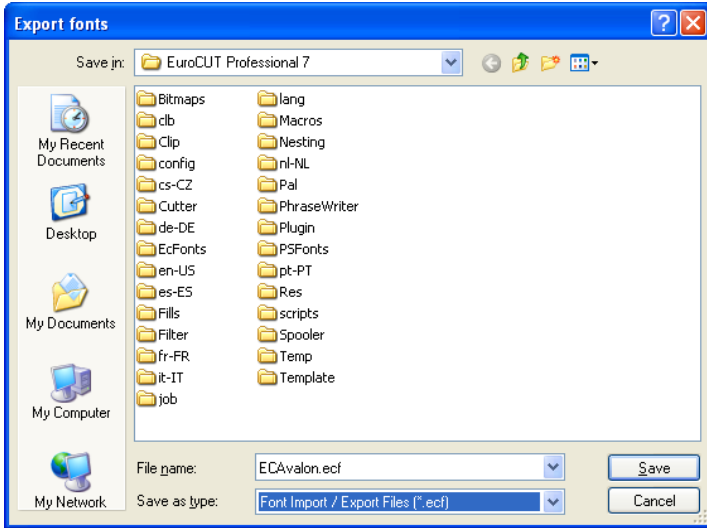 Export fonts
Save in: EuroCUT Professional 7
My Recent
Documents
Desktop
My Documents
My Computer
My Network
Bitmaps
clb
Clip
config
cs-CZ
Cutter
de-DE
EcFonts
en-US
es-ES
Fills
Filter
fr-FR
it-IT
job
lang
Macros
Nesting
nl-NL
Pal
PhraseWriter
Plugin
PSFonts
pt-PT
Res
scripts
Spooler
Temp
Template
File name: ECAvalon.ecf Save
Save as type: Font Import / Export Files (*.ecf) Cancel